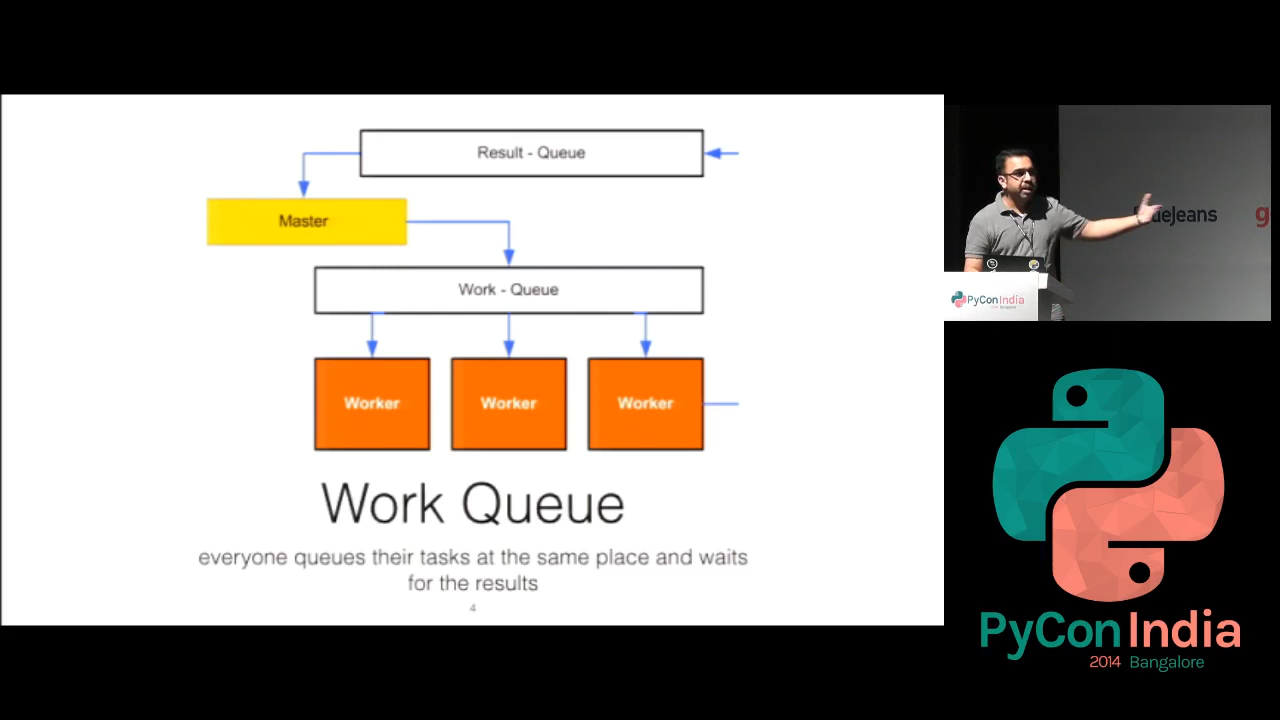 Result - Queue
Master
Work - Queue
Worker Worker Worker
Work Queue
everyone queues their tasks at the same place and waits
for the results
4
Jeans
g
PyCon India
PyCon India
2014 Bangalore